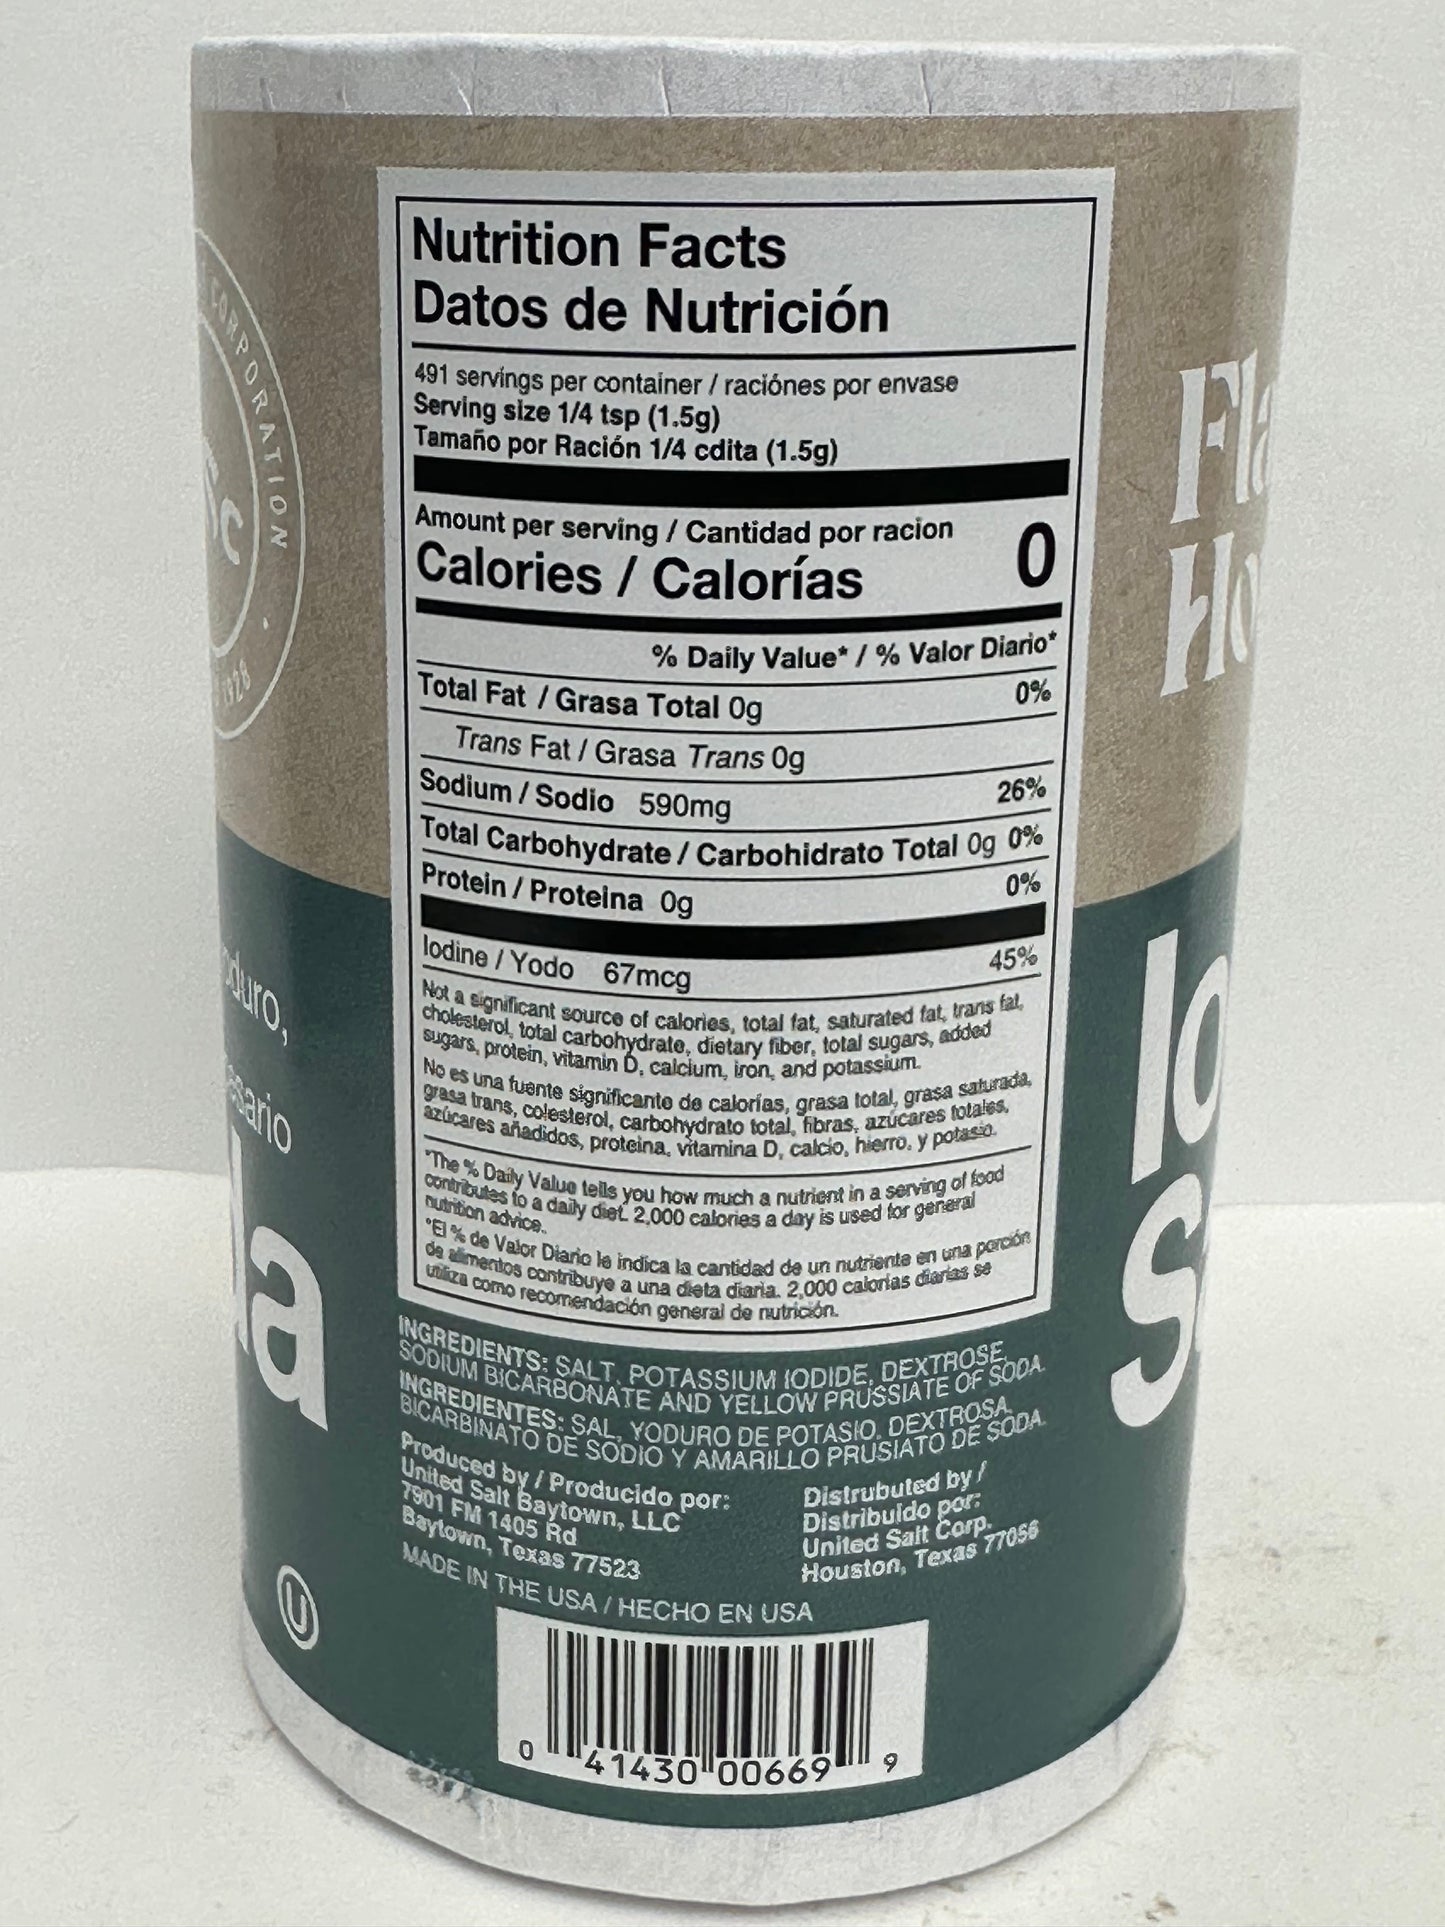 CORPORATION
Nutrition Facts
Datos de Nutrición
491 servings per container / raciónes por envase
Serving size 1/4 tsp (1.5g)
Tamaño por Ración 1/4 cdita (1.5g)
Amount per serving / Cantidad por racion
Calories / Calorías 0
% Daily Value* / % Valor Diario*
Total Fat / Grasa Total 0g 0%
Trans Fat / Grasa Trans 0g
Sodium / Sodio 590mg 26%
Total Carbohydrate / Carbohidrato Total 0g 0%
Protein / Proteina 0g 0%
Iodine / Yodo 67mcg 45%
Not a significant source of calories, total fat, saturated fat, trans fat,
cholesterol, total carbohydrate, dietary fiber, total sugars, added
sugars, protein, vitamin D, calcium, iron, and potassium.
No es una fuente significante de calorías, grasa total, grasa saturada,
grasa trans, colesterol, carbohydrato total, fibras, azúcares totales,
azúcares añadidos, proteina, vitamina D, calcio, hierro, y potasio.
*The % Daily Value tells you how much a nutrient in a serving of food
contributes to a daily diet. 2,000 calories a day is used for general
nutrition advice.
*El % de Valor Diario le indica la cantidad de un nutriente en una porción
de alimentos contribuye a una dieta diaria. 2,000 calorias diarias se
utiliza como recomendación general de nutrición.
INGREDIENTS: SALT, POTASSIUM IODIDE, DEXTROSE,
SODIUM BICARBONATE AND YELLOW PRUSSIATE OF SODA.
INGREDIENTES: SAL, YODURO DE POTASIO, DEXTROSA,
BICARBINATO DE SODIO Y AMARILLO PRUSIATO DE SODA.
Produced by / Producido por:
United Salt Baytown, LLC
7901 FM 1405 Rd
Baytown, Texas 77523
Distrubuted by /
Distribuido por:
United Salt Corp.
Houston, Texas 77056
MADE IN THE USA / HECHO EN USA
U
0 41430 00669 9